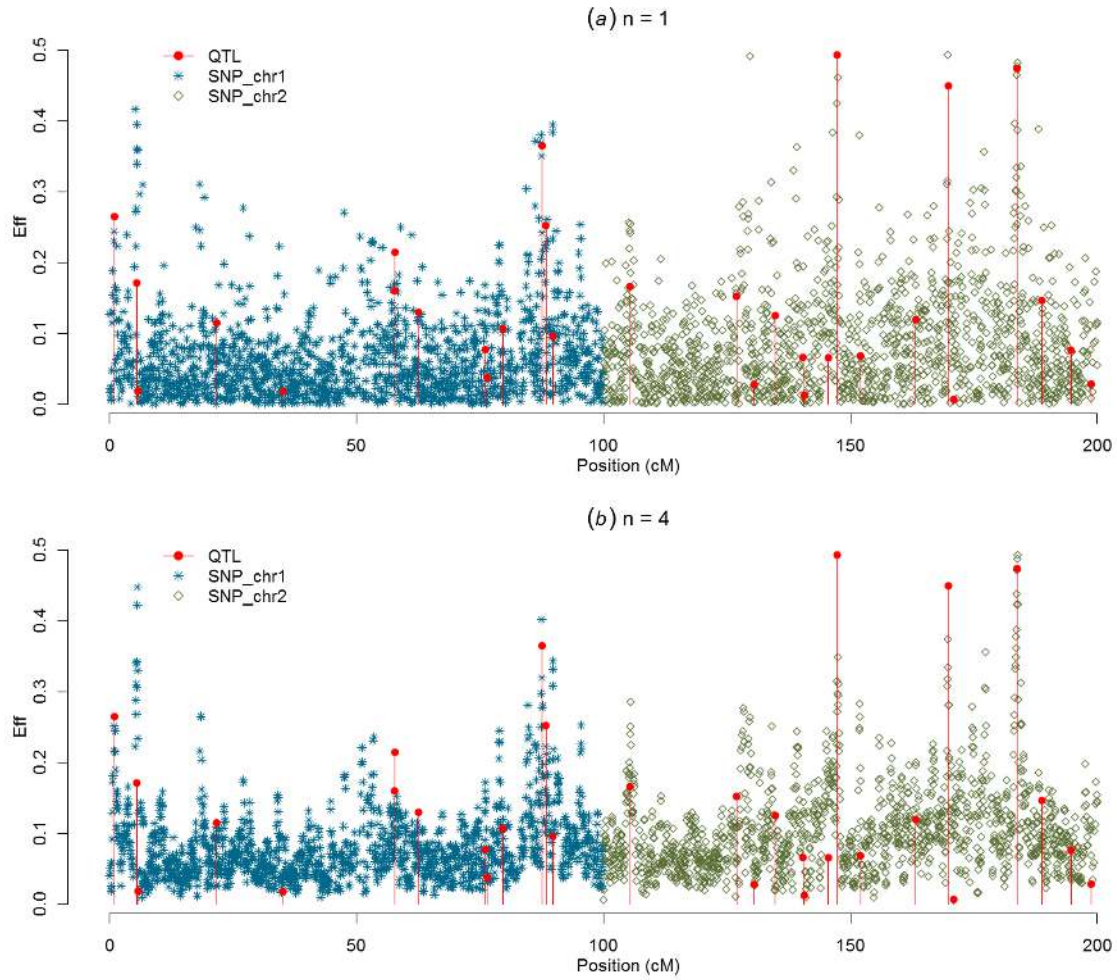 (a) n = 1
QTL
SNP_chr1
SNP_chr2
Eff
0.0 0.1 0.2 0.3 0.4 0.5
0 50 100 150 200
Position (cM)
(b) n = 4
QTL
SNP_chr1
SNP_chr2
Eff
0.0 0.1 0.2 0.3 0.4 0.5
0 50 100 150 200
Position (cM)